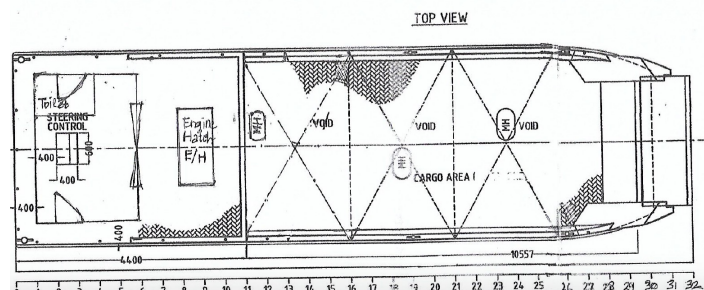 TOP VIEW
Toilet
STEERING
CONTROL
400
600
400
Engine
Hatch
E/H
M/H
VOID
VOID
MH
VOID
MH
CARGO AREA (
400
400
4400
10557
1 2 3 4 5 6 7 8 9 10 11 12 13 14 15 16 17 18 19 20 21 22 23 24 25 26 27 28 29 30 31 32